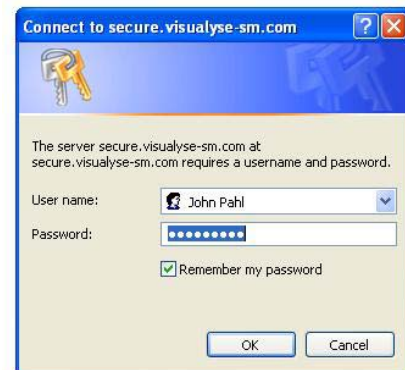 Connect to secure.visualyse-sm.com
The server secure.visualyse-sm.com at
secure.visualyse-sm.com requires a username and password.
User name:
John Pahl
Password:
●●●●●●●●●
Remember my password
OK
Cancel